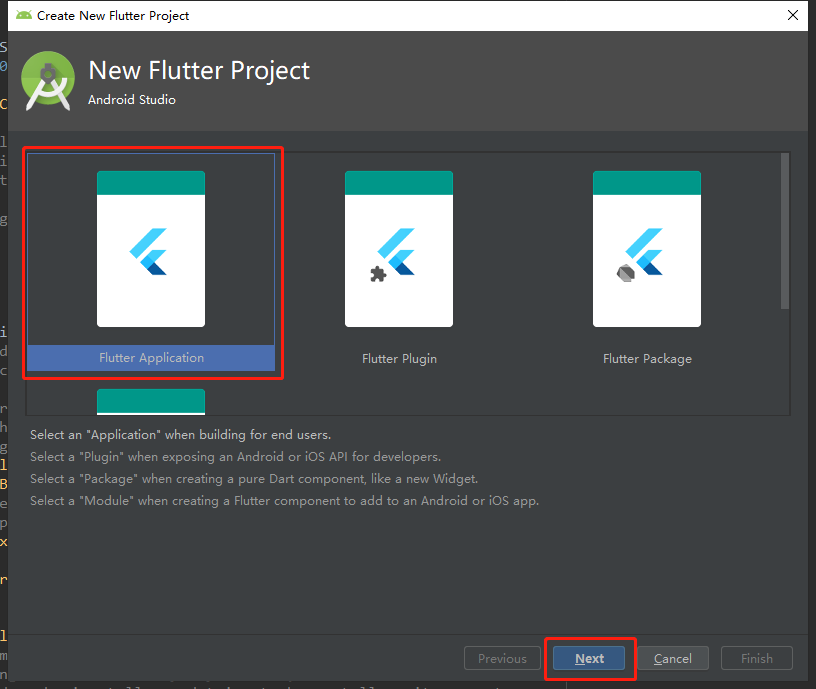 Create New Flutter Project
New Flutter Project
Android Studio
Flutter Application
Flutter Plugin
Flutter Package
Select an "Application" when building for end users.
Select a "Plugin" when exposing an Android or iOS API for developers.
Select a "Package" when creating a pure Dart component, like a new Widget.
Select a "Module" when creating a Flutter component to add to an Android or iOS app.
Previous
Next
Cancel
Finish